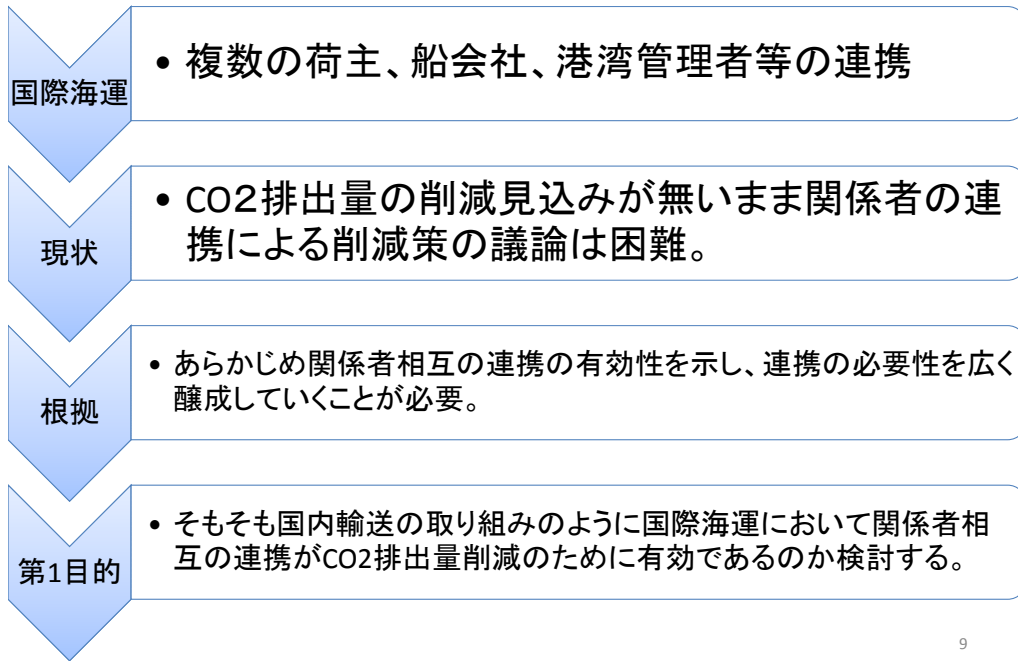 国際海運
• 複数の荷主、船会社、港湾管理者等の連携
現状
• CO２排出量の削減見込みが無いまま関係者の連
携による削減策の議論は困難。
根拠
• あらかじめ関係者相互の連携の有効性を示し、連携の必要性を広く
醸成していくことが必要。
第1目的
• そもそも国内輸送の取り組みのように国際海運において関係者相
互の連携がCO2排出量削減のために有効であるのか検討する。
9